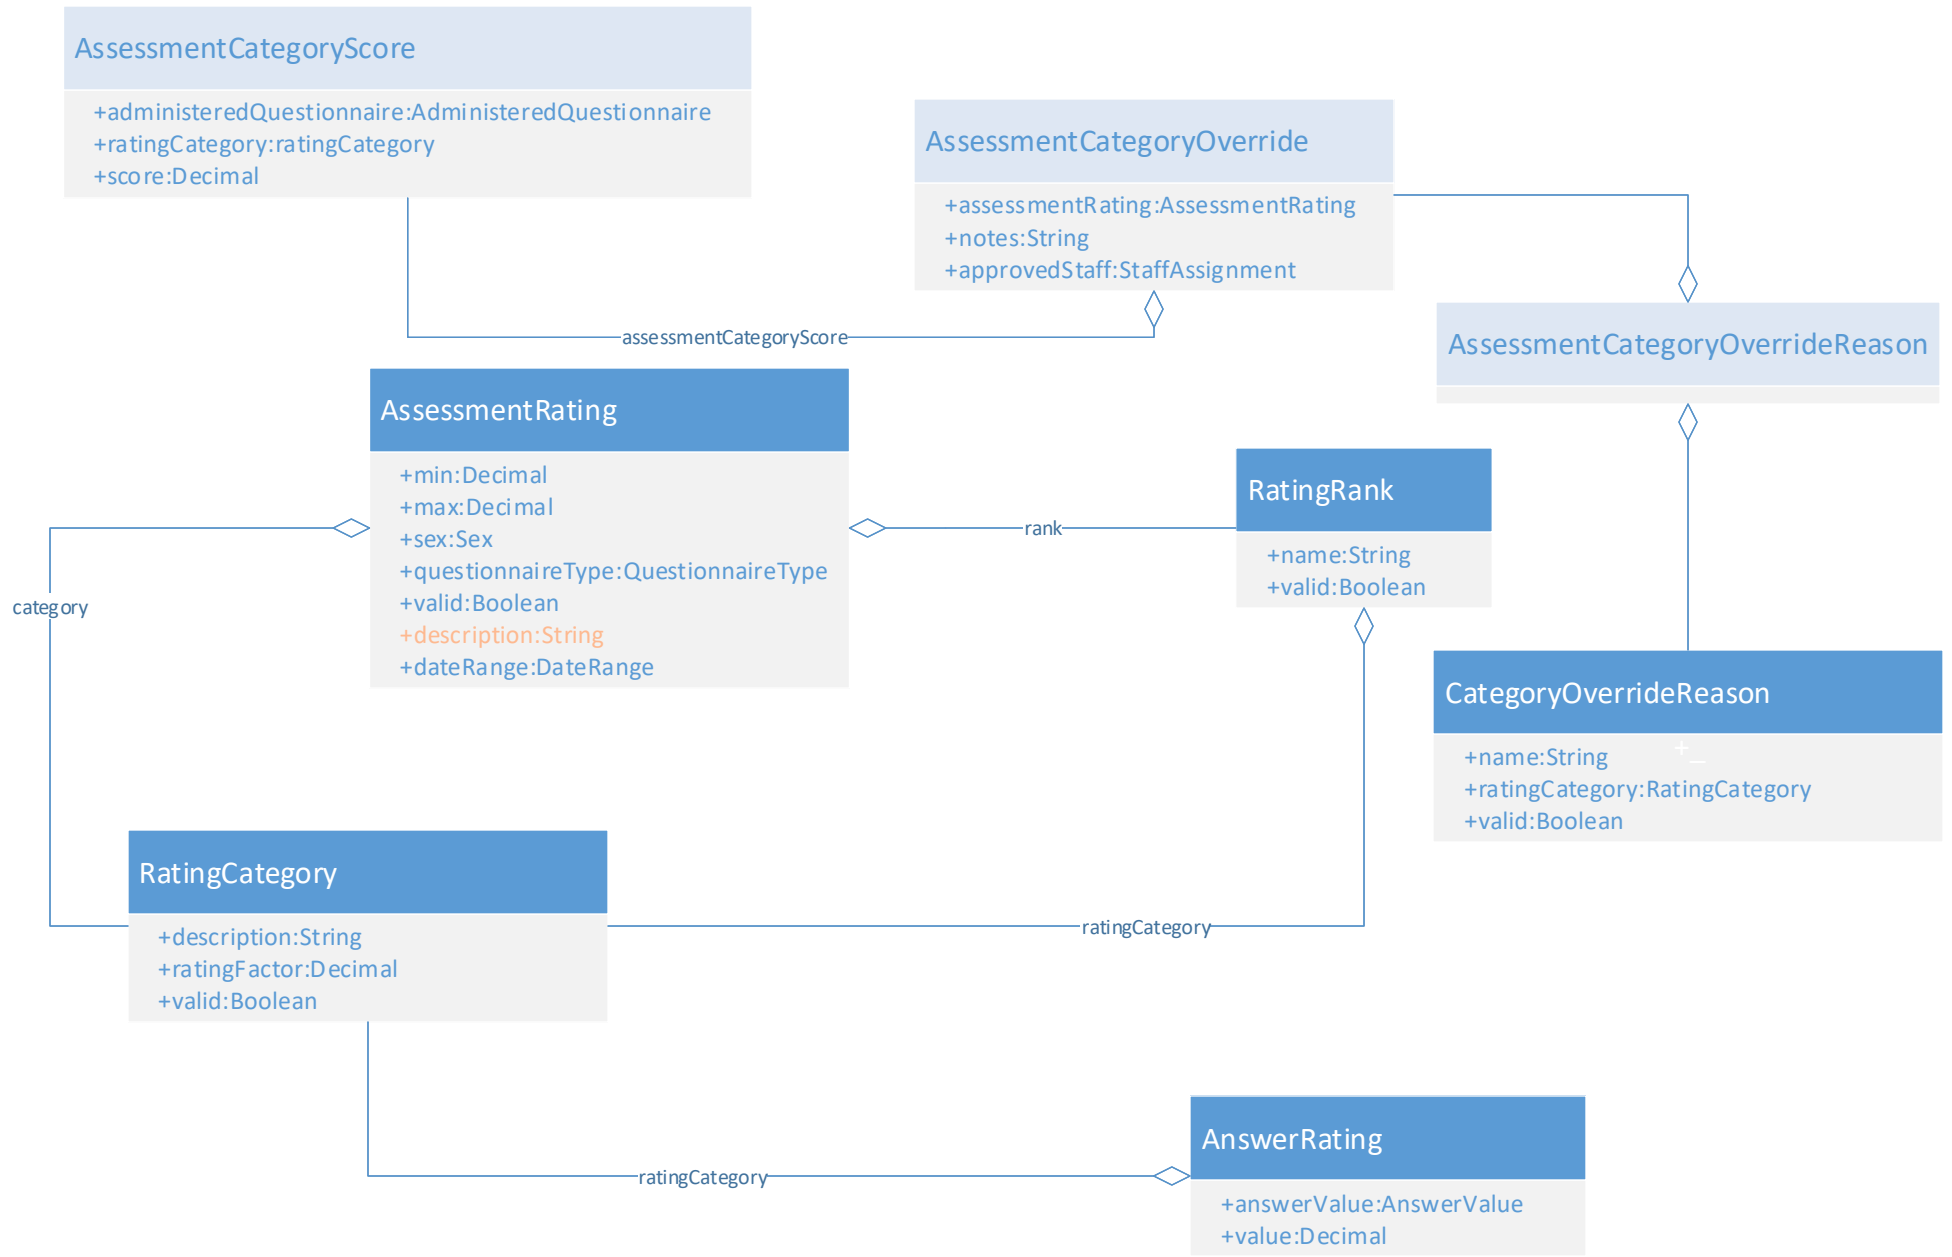 AssessmentCategoryScore
+administeredQuestionnaire:AdministeredQuestionnaire
+ratingCategory:ratingCategory
+score:Decimal
AssessmentCategoryOverride
+assessmentRating:AssessmentRating
+notes:String
+approvedStaff:StaffAssignment
assessmentCategoryScore
AssessmentCategoryOverrideReason
AssessmentRating
+min:Decimal
+max:Decimal
+sex:Sex
+questionnaireType:QuestionnaireType
+valid:Boolean
+description:String
+dateRange:DateRange
rank
RatingRank
+name:String
+valid:Boolean
category
CategoryOverrideReason
+_
+name:String
+ratingCategory:RatingCategory
+valid:Boolean
RatingCategory
+description:String
+ratingFactor:Decimal
+valid:Boolean
ratingCategory
ratingCategory
AnswerRating
+answerValue:AnswerValue
+value:Decimal